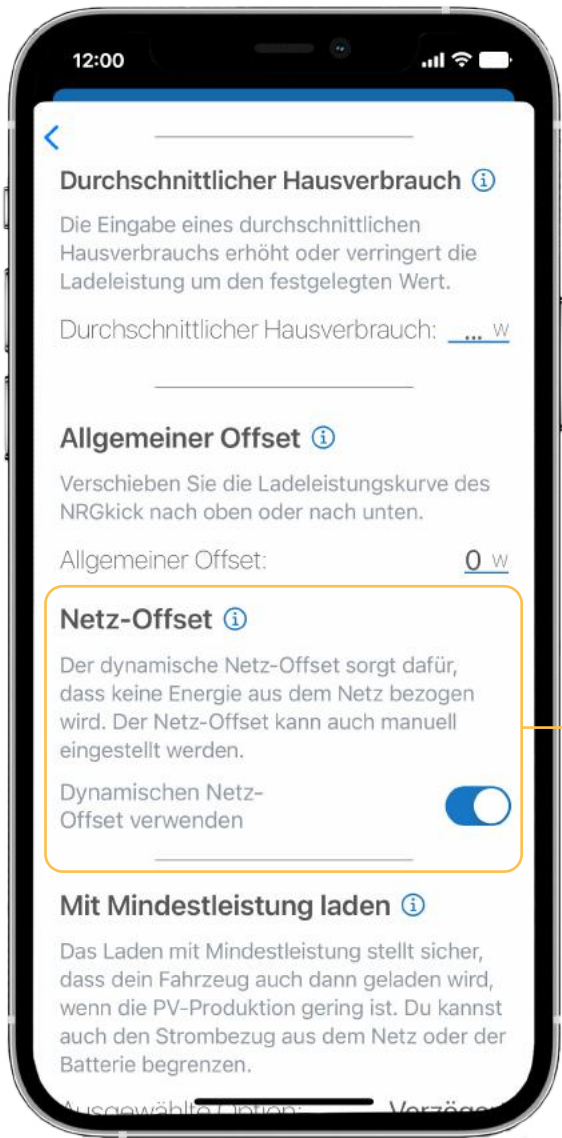 12:00
Durchschnittlicher Hausverbrauch
Die Eingabe eines durchschnittlichen
Hausverbrauchs erhöht oder verringert die
Ladeleistung um den festgelegten Wert.
Durchschnittlicher Hausverbrauch: ... W
Allgemeiner Offset
Verschieben Sie die Ladeleistungskurve des
NRGkick nach oben oder nach unten.
Allgemeiner Offset: 0 W
Netz-Offset
Der dynamische Netz-Offset sorgt dafür,
dass keine Energie aus dem Netz bezogen
wird. Der Netz-Offset kann auch manuell
eingestellt werden.
Dynamischen Netz-
Offset verwenden
Mit Mindestleistung laden
Das Laden mit Mindestleistung stellt sicher,
dass dein Fahrzeug auch dann geladen wird,
wenn die PV-Produktion gering ist. Du kannst
auch den Strombezug aus dem Netz oder der
Batterie begrenzen.
Ausgewählte Option: